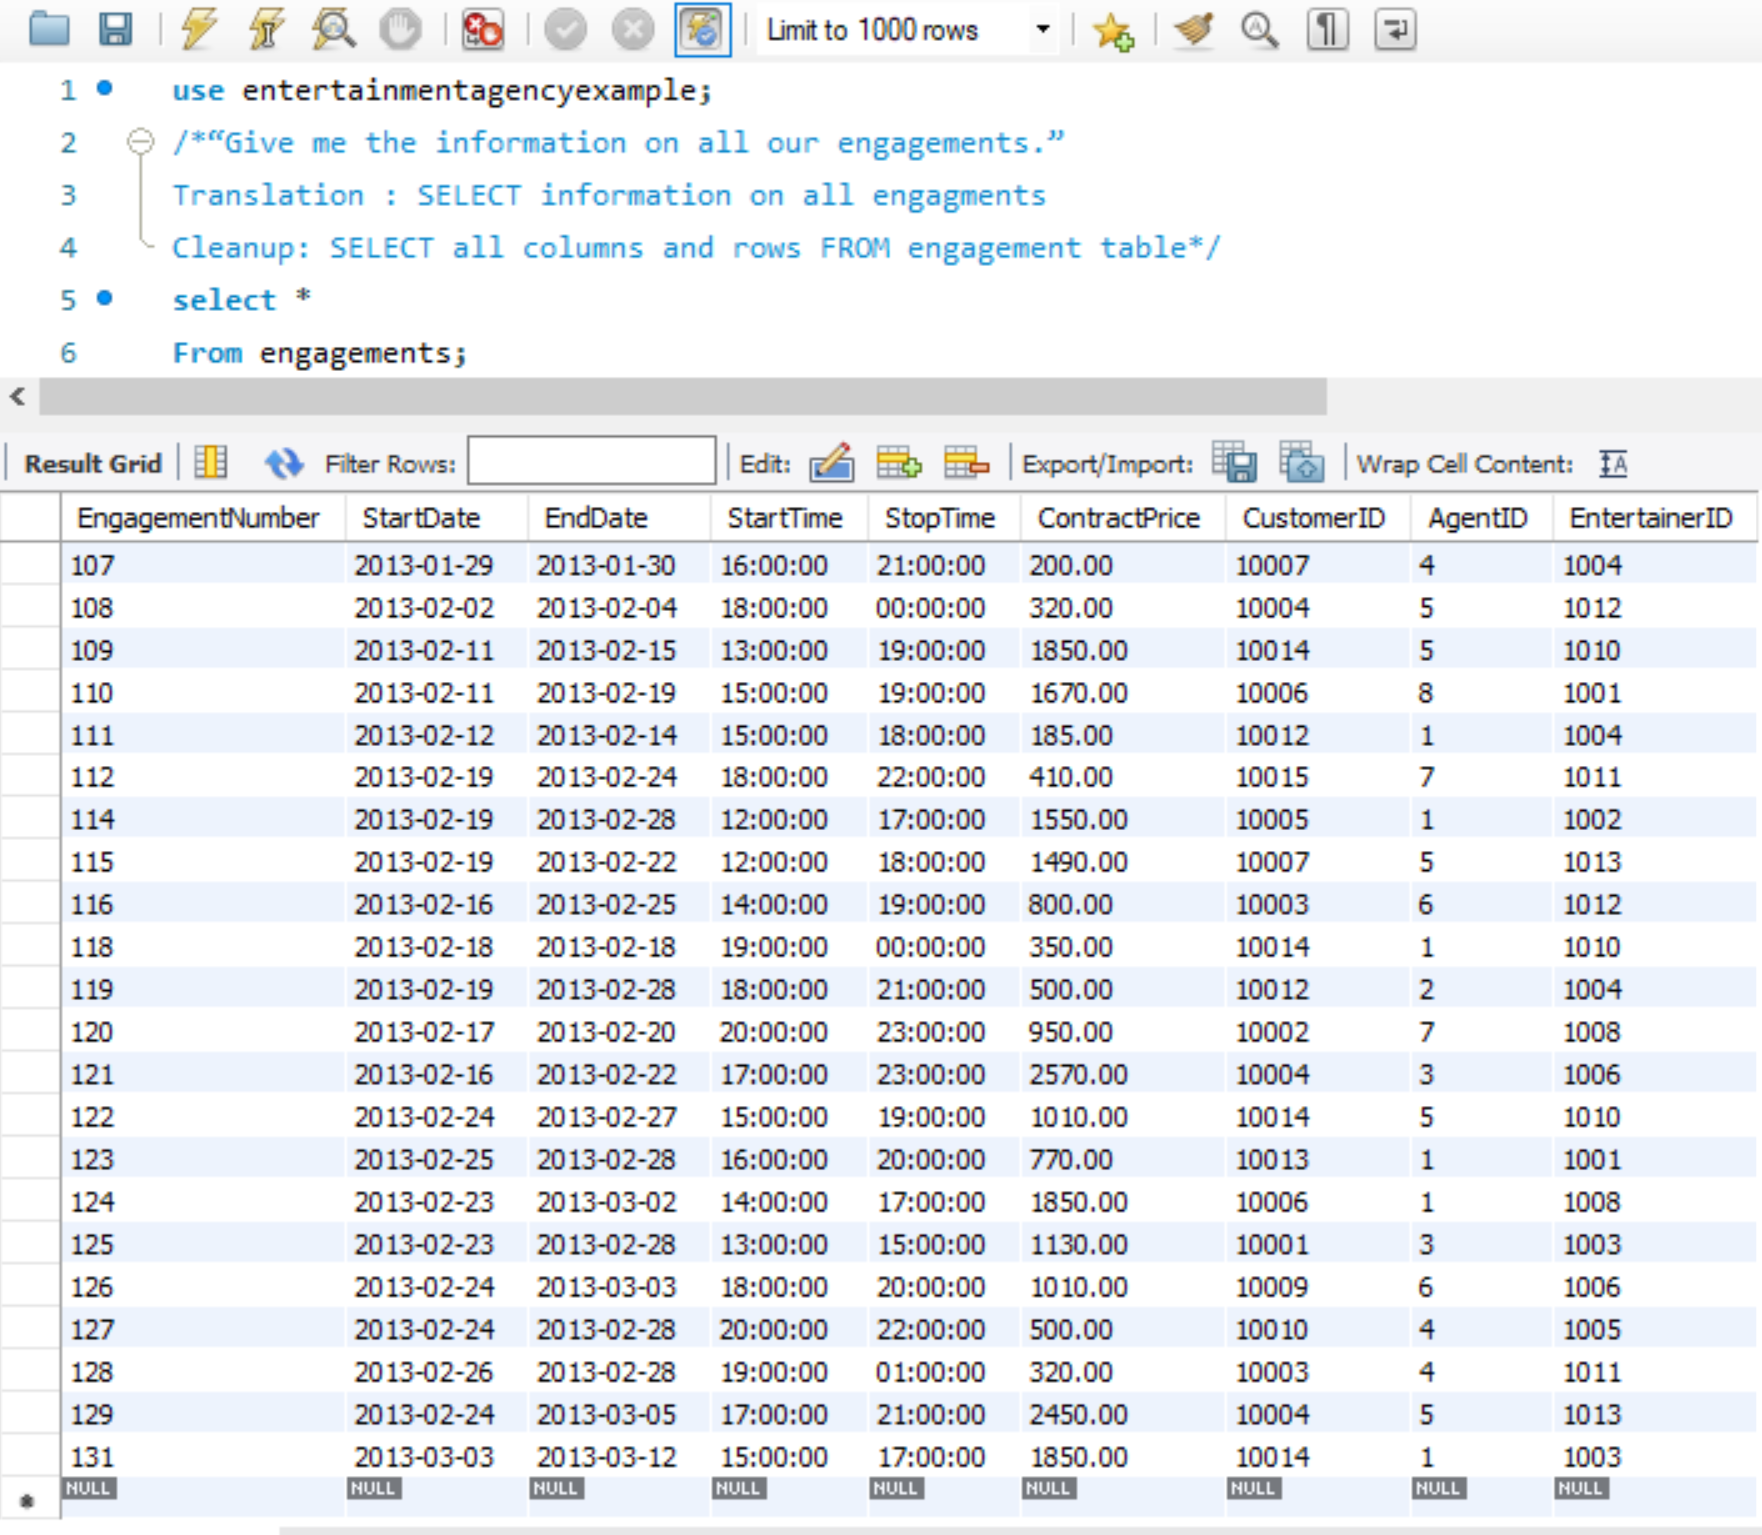 Limit to 1000 rows
1 use entertainmentagencyexample;
2 /*“Give me the information on all our engagements.”
3 Translation : SELECT information on all engagments
4 Cleanup: SELECT all columns and rows FROM engagement table*/
5 select *
6 From engagements;
Result Grid Filter Rows: Edit: Export/Import: Wrap Cell Content:
EngagementNumber StartDate EndDate StartTime StopTime ContractPrice CustomerID AgentID EntertainerID
107 2013-01-29 2013-01-30 16:00:00 21:00:00 200.00 10007 4 1004
108 2013-02-02 2013-02-04 18:00:00 00:00:00 320.00 10004 5 1012
109 2013-02-11 2013-02-15 13:00:00 19:00:00 1850.00 10014 5 1010
110 2013-02-11 2013-02-19 15:00:00 19:00:00 1670.00 10006 8 1001
111 2013-02-12 2013-02-14 15:00:00 18:00:00 185.00 10012 1 1004
112 2013-02-19 2013-02-24 18:00:00 22:00:00 410.00 10015 7 1011
114 2013-02-19 2013-02-28 12:00:00 17:00:00 1550.00 10005 1 1002
115 2013-02-19 2013-02-22 12:00:00 18:00:00 1490.00 10007 5 1013
116 2013-02-16 2013-02-25 14:00:00 19:00:00 800.00 10003 6 1012
118 2013-02-18 2013-02-18 19:00:00 00:00:00 350.00 10014 1 1010
119 2013-02-19 2013-02-28 18:00:00 21:00:00 500.00 10012 2 1004
120 2013-02-17 2013-02-20 20:00:00 23:00:00 950.00 10002 7 1008
121 2013-02-16 2013-02-22 17:00:00 23:00:00 2570.00 10004 3 1006
122 2013-02-24 2013-02-27 15:00:00 19:00:00 1010.00 10014 5 1010
123 2013-02-25 2013-02-28 16:00:00 20:00:00 770.00 10013 1 1001
124 2013-02-23 2013-03-02 14:00:00 17:00:00 1850.00 10006 1 1008
125 2013-02-23 2013-02-28 13:00:00 15:00:00 1130.00 10001 3 1003
126 2013-02-24 2013-03-03 18:00:00 20:00:00 1010.00 10009 6 1006
127 2013-02-24 2013-02-28 20:00:00 22:00:00 500.00 10010 4 1005
128 2013-02-26 2013-02-28 19:00:00 01:00:00 320.00 10003 4 1011
129 2013-02-24 2013-03-05 17:00:00 21:00:00 2450.00 10004 5 1013
131 2013-03-03 2013-03-12 15:00:00 17:00:00 1850.00 10014 1 1003
NULL NULL NULL NULL NULL NULL NULL NULL NULL